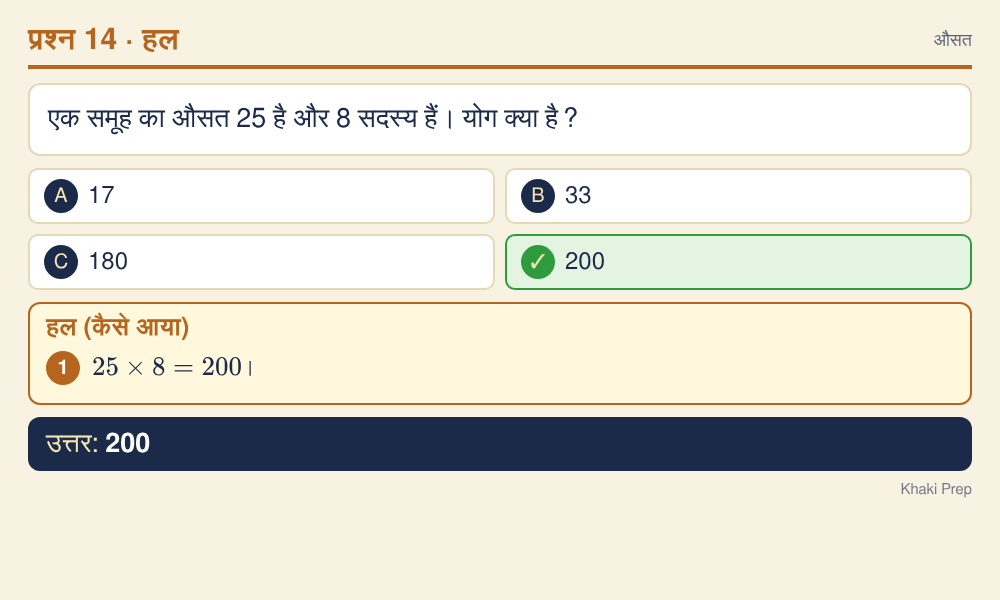 प्रश्न 14 · हल
औसत
एक समूह का औसत 25 है और 8 सदस्य हैं। योग क्या है ?
A 17
B 33
C 180
✓ 200
हल (कैसे आया)
1 25 × 8 = 200।
उत्तर: 200
Khaki Prep